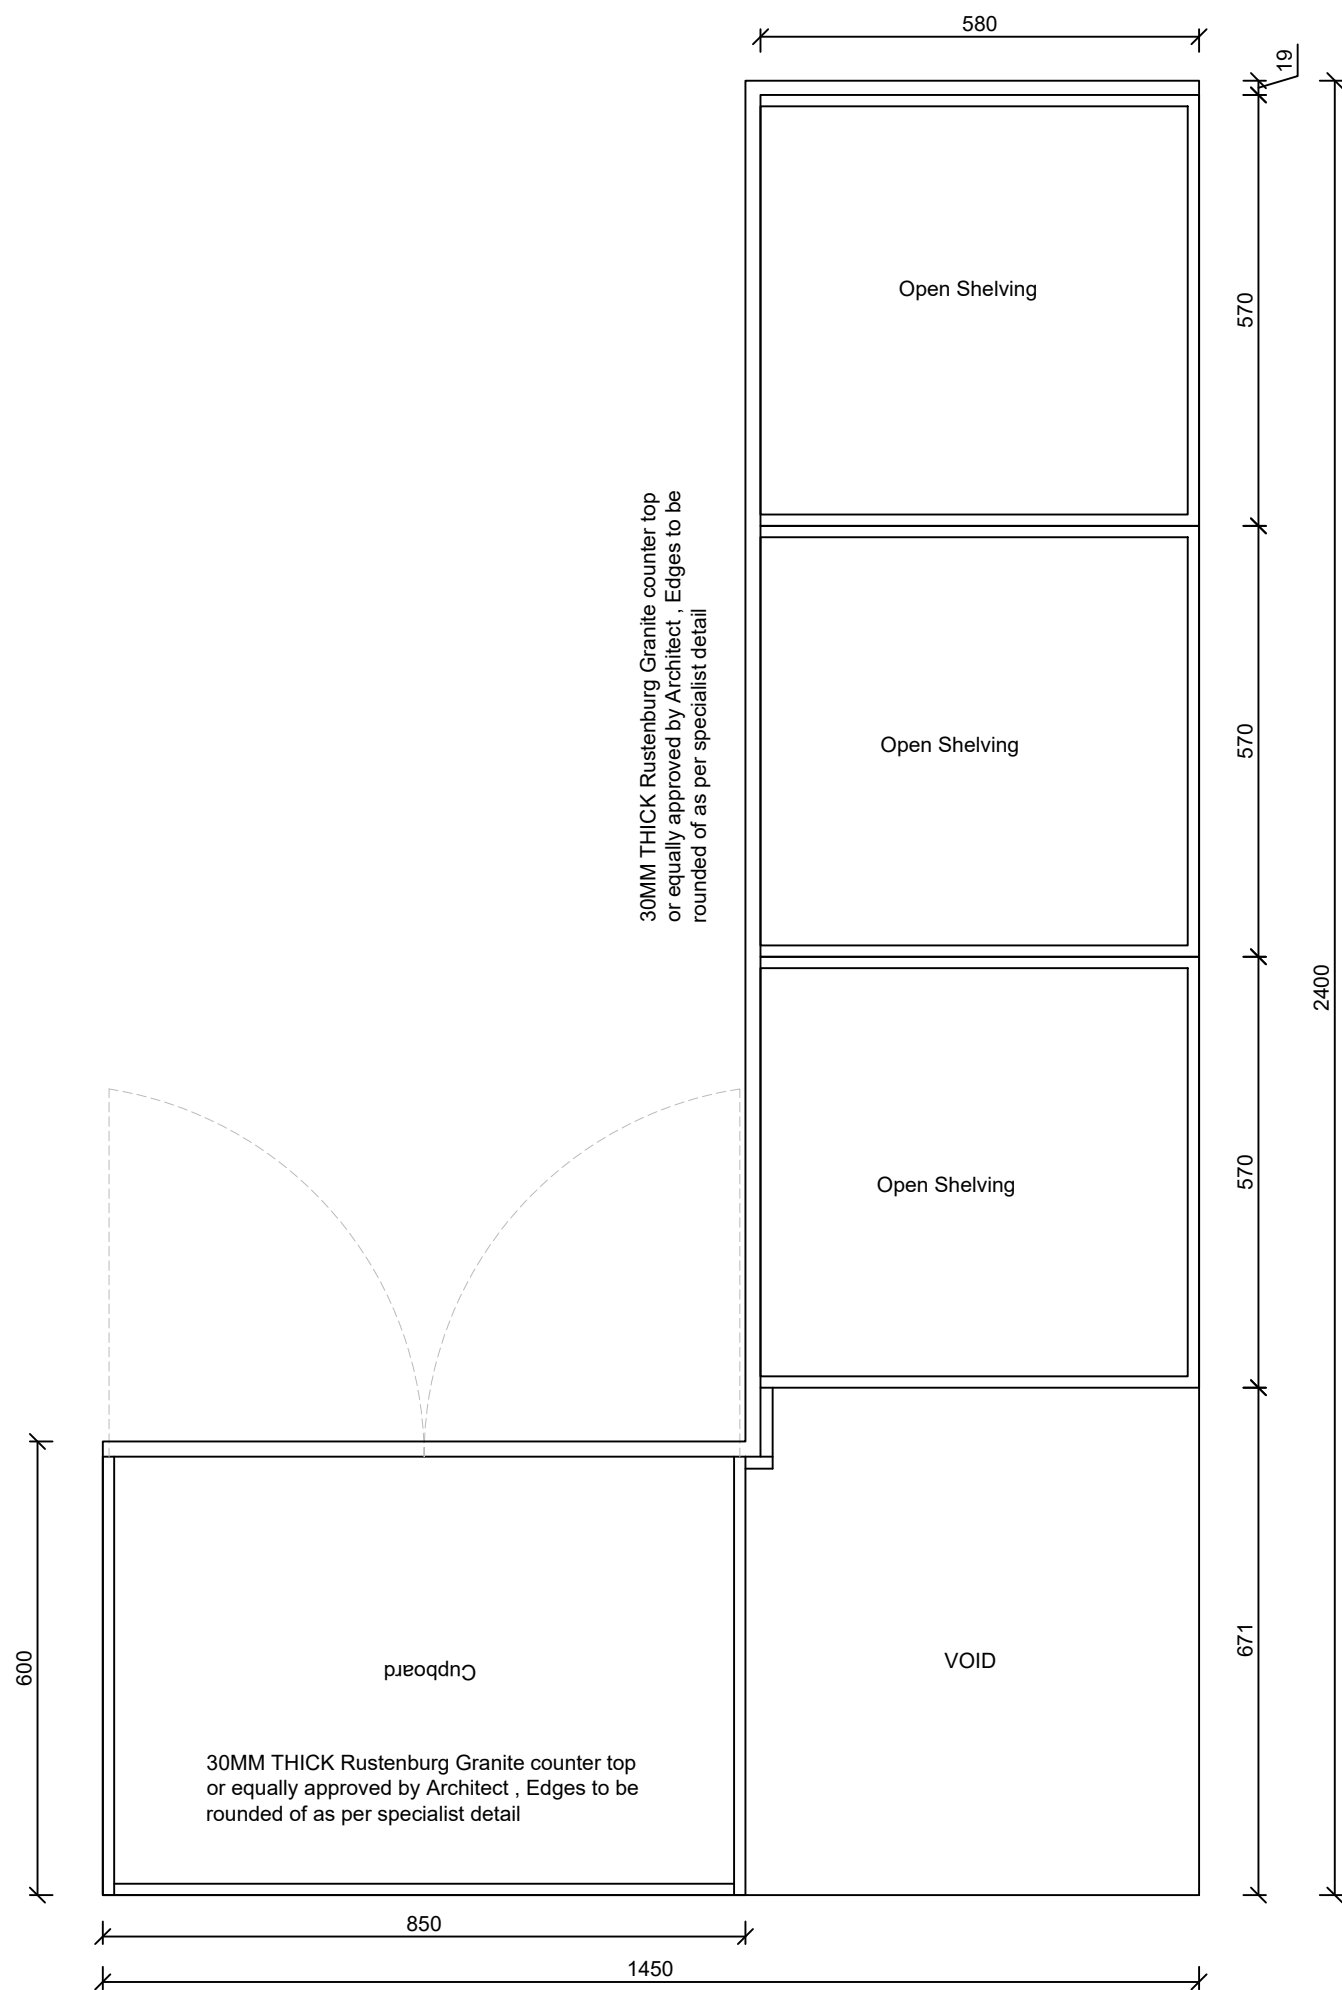 580
19
Open Shelving
570
30MM THICK Rustenburg Granite counter top
or equally approved by Architect , Edges to be
rounded of as per specialist detail
Open Shelving
570
2400
Open Shelving
570
600
Cupboard
VOID
671
30MM THICK Rustenburg Granite counter top
or equally approved by Architect , Edges to be
rounded of as per specialist detail
850
1450